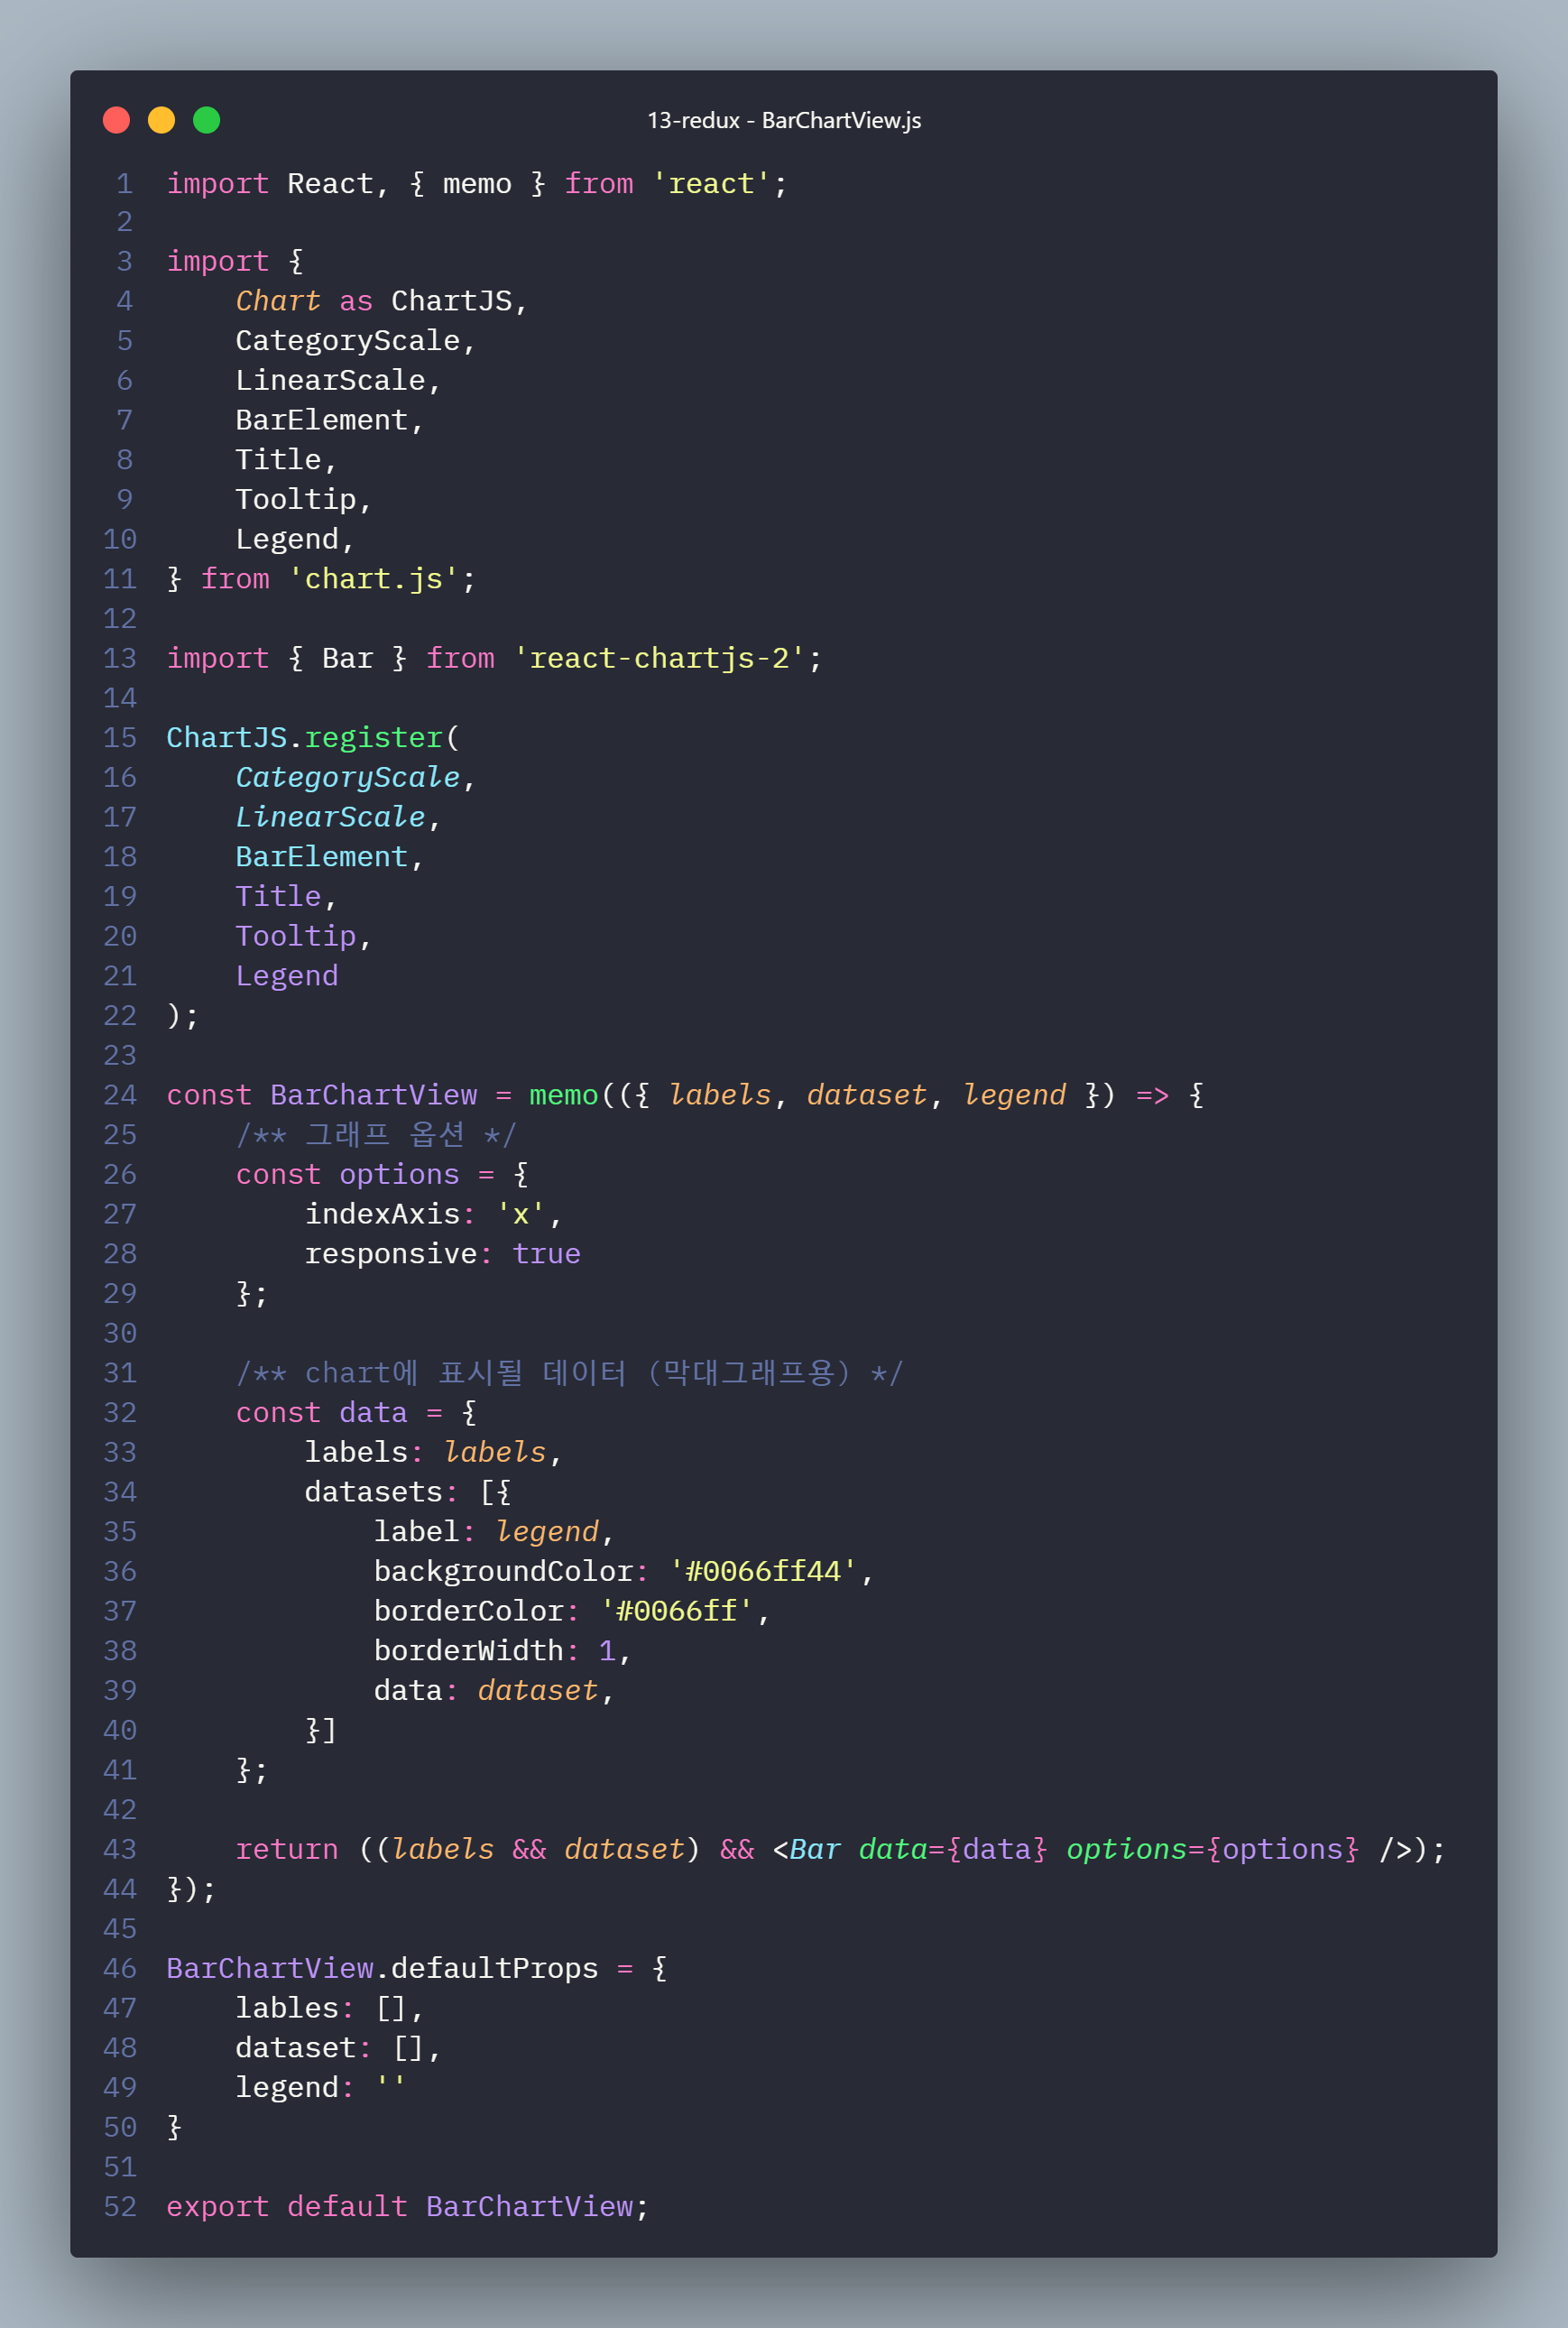 13-redux - BarChartView.js
1 import React, { memo } from 'react';
2
3 import {
4     Chart as ChartJS,
5     CategoryScale,
6     LinearScale,
7     BarElement,
8     Title,
9     Tooltip,
10     Legend,
11 } from 'chart.js';
12
13 import { Bar } from 'react-chartjs-2';
14
15 ChartJS.register(
16     CategoryScale,
17     LinearScale,
18     BarElement,
19     Title,
20     Tooltip,
21     Legend
22 );
23
24 const BarChartView = memo(({ labels, dataset, legend }) => {
25     /** 그래프 옵션 */
26     const options = {
27         indexAxis: 'x',
28         responsive: true
29     };
30
31     /** chart에 표시될 데이터 (막대그래프용) */
32     const data = {
33         labels: labels,
34         datasets: [{
35             label: legend,
36             backgroundColor: '#0066ff44',
37             borderColor: '#0066ff',
38             borderWidth: 1,
39             data: dataset,
40         }]
41     };
42
43     return ((labels && dataset) && <Bar data={data} options={options} />);
44 });
45
46 BarChartView.defaultProps = {
47     lables: [],
48     dataset: [],
49     legend: ''
50 }
51
52 export default BarChartView;